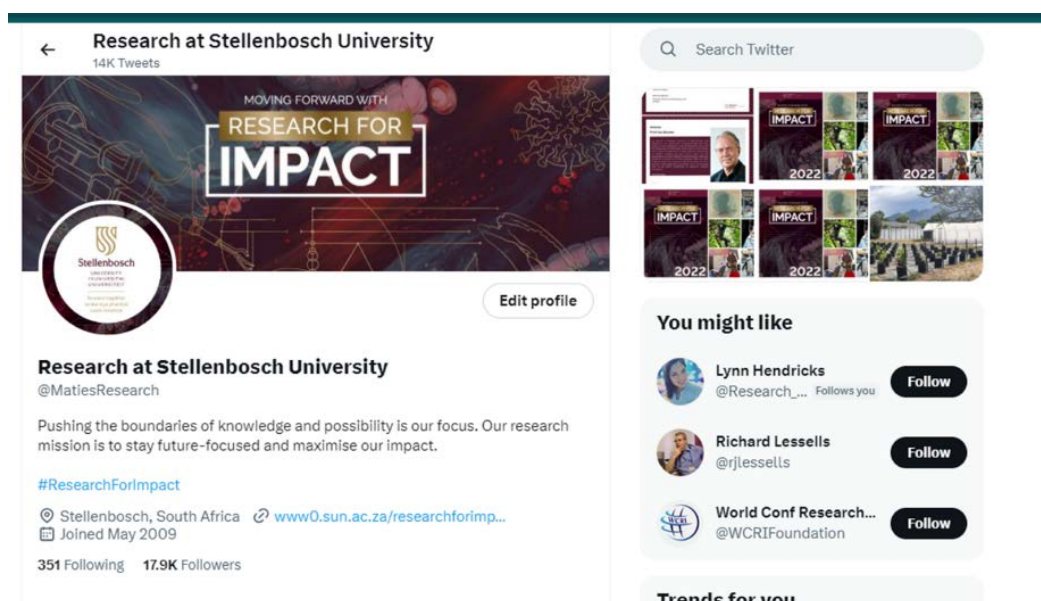 Research at Stellenbosch University
14K Tweets
MOVING FORWARD WITH
RESEARCH FOR
IMPACT
Stellenbosch
UNIVERSITY
IYUNIVESITHI
UNIVERSITEIT
Edit profile
Research at Stellenbosch University
@MatiesResearch
Pushing the boundaries of knowledge and possibility is our focus. Our research
mission is to stay future-focused and maximise our impact.
#ResearchForImpact
Stellenbosch, South Africa www0.sun.ac.za/researchforimp...
Joined May 2009
351 Following 17.9K Followers
Search Twitter
IMPACT
2022
IMPACT
2022
IMPACT
2022
IMPACT
2022
You might like
Lynn Hendricks
@Research_... Follows you
Follow
Richard Lessells
@rjlessells
Follow
World Conf Research...
@WCRIFoundation
Follow
Trends for you